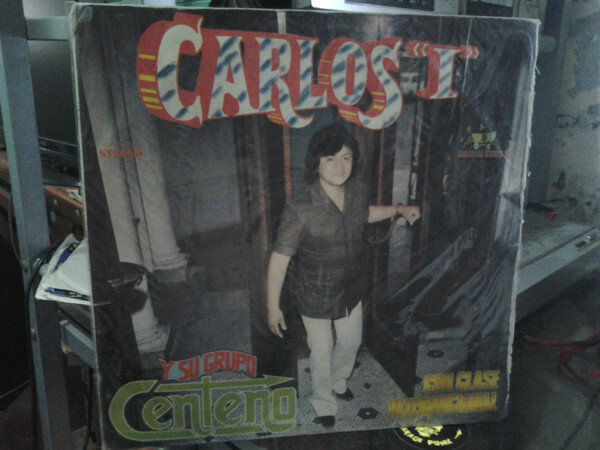 CARLOS "I"
STEREO
Y SU GRUPO
Centeno
CON CLASE
INTERNACIONAL